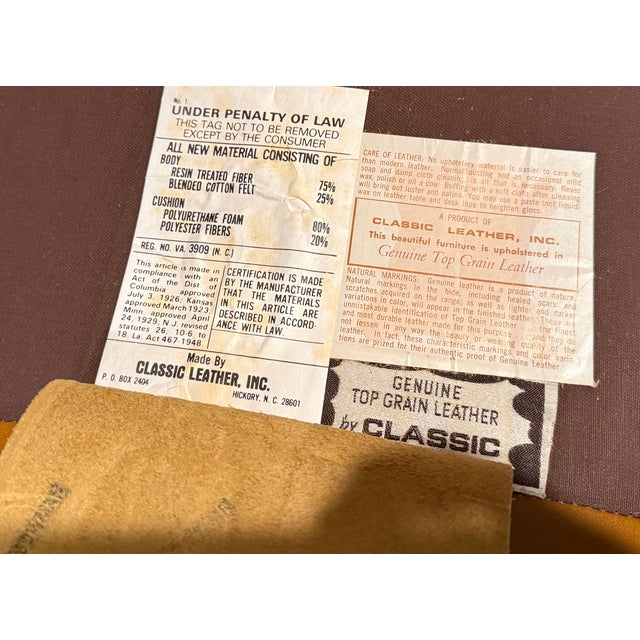 No. 1
UNDER PENALTY OF LAW
THIS TAG NOT TO BE REMOVED
EXCEPT BY THE CONSUMER
ALL NEW MATERIAL CONSISTING OF
BODY
RESIN TREATED FIBER 75%
BLENDED COTTON FELT 25%
CUSHION
POLYURETHANE FOAM 80%
POLYESTER FIBERS 20%
REG. NO. VA. 3909 (N. C.)
This article is made in
compliance with an
Act of the Dist. of
Columbia approved
July 3, 1926; Kansas
approved March 1923;
Minn. approved April
24, 1929; N. J. revised
statutes 26, 10-6 to
18. La. Act 467-1948.
CERTIFICATION IS MADE
BY THE MANUFACTURER
THAT THE MATERIALS
IN THIS ARTICLE ARE
DESCRIBED IN ACCORD-
ANCE WITH LAW.
Made By
CLASSIC LEATHER, INC.
P. O. BOX 2404
HICKORY, N. C. 28601
CARE OF LEATHER: No upholstery material is easier to care for
than modern leather. Normal dusting and an occasional mild
soap and damp cloth cleaning is all that is necessary. Never
wax, polish or oil a cow. Buffing with a soft cloth after cleaning
will bring out luster and patina. You may use a paste (not liquid)
wax on leather table and desk tops to heighten gloss.
A PRODUCT OF
CLASSIC LEATHER, INC.
This beautiful furniture is upholstered in
Genuine Top Grain Leather
NATURAL MARKINGS: Genuine leather is a product of nature.
Natural markings in the hide, including healed scars,
scratches acquired on the range, as well as lighter and darker
variations in color, will appear in the finished
unmistakable identification of Top Grain Leather
and most durable leather made for this purpose
not lessen in any way the beauty or wearing
leather. In fact, these characteristic markings and color varia-
tions are prized for their authentic proof of Genuine Leather
GENUINE
TOP GRAIN LEATHER
by CLASSIC